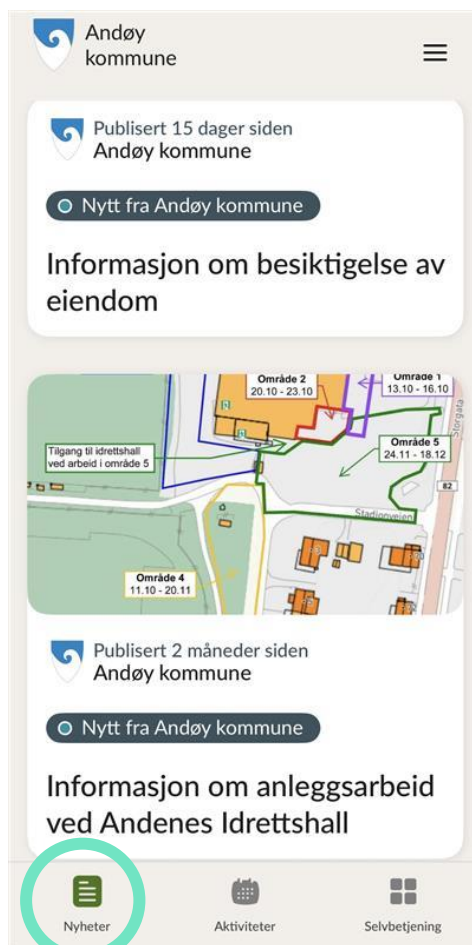 Andøy
kommune
Publisert 15 dager siden
Andøy kommune
Nytt fra Andøy kommune
Informasjon om besiktigelse av
eiendom
Område 2
20.10 - 23.10
Område 1
13.10 - 16.10
Tilgang til idrettshall
ved arbeid i område 5
Område 5
24.11 - 18.12
Storgata
82
Stadionveien
Område 4
11.10 - 20.11
Publisert 2 måneder siden
Andøy kommune
Nytt fra Andøy kommune
Informasjon om anleggsarbeid
ved Andenes Idrettshall
Nyheter
Aktiviteter
Selvbetjening